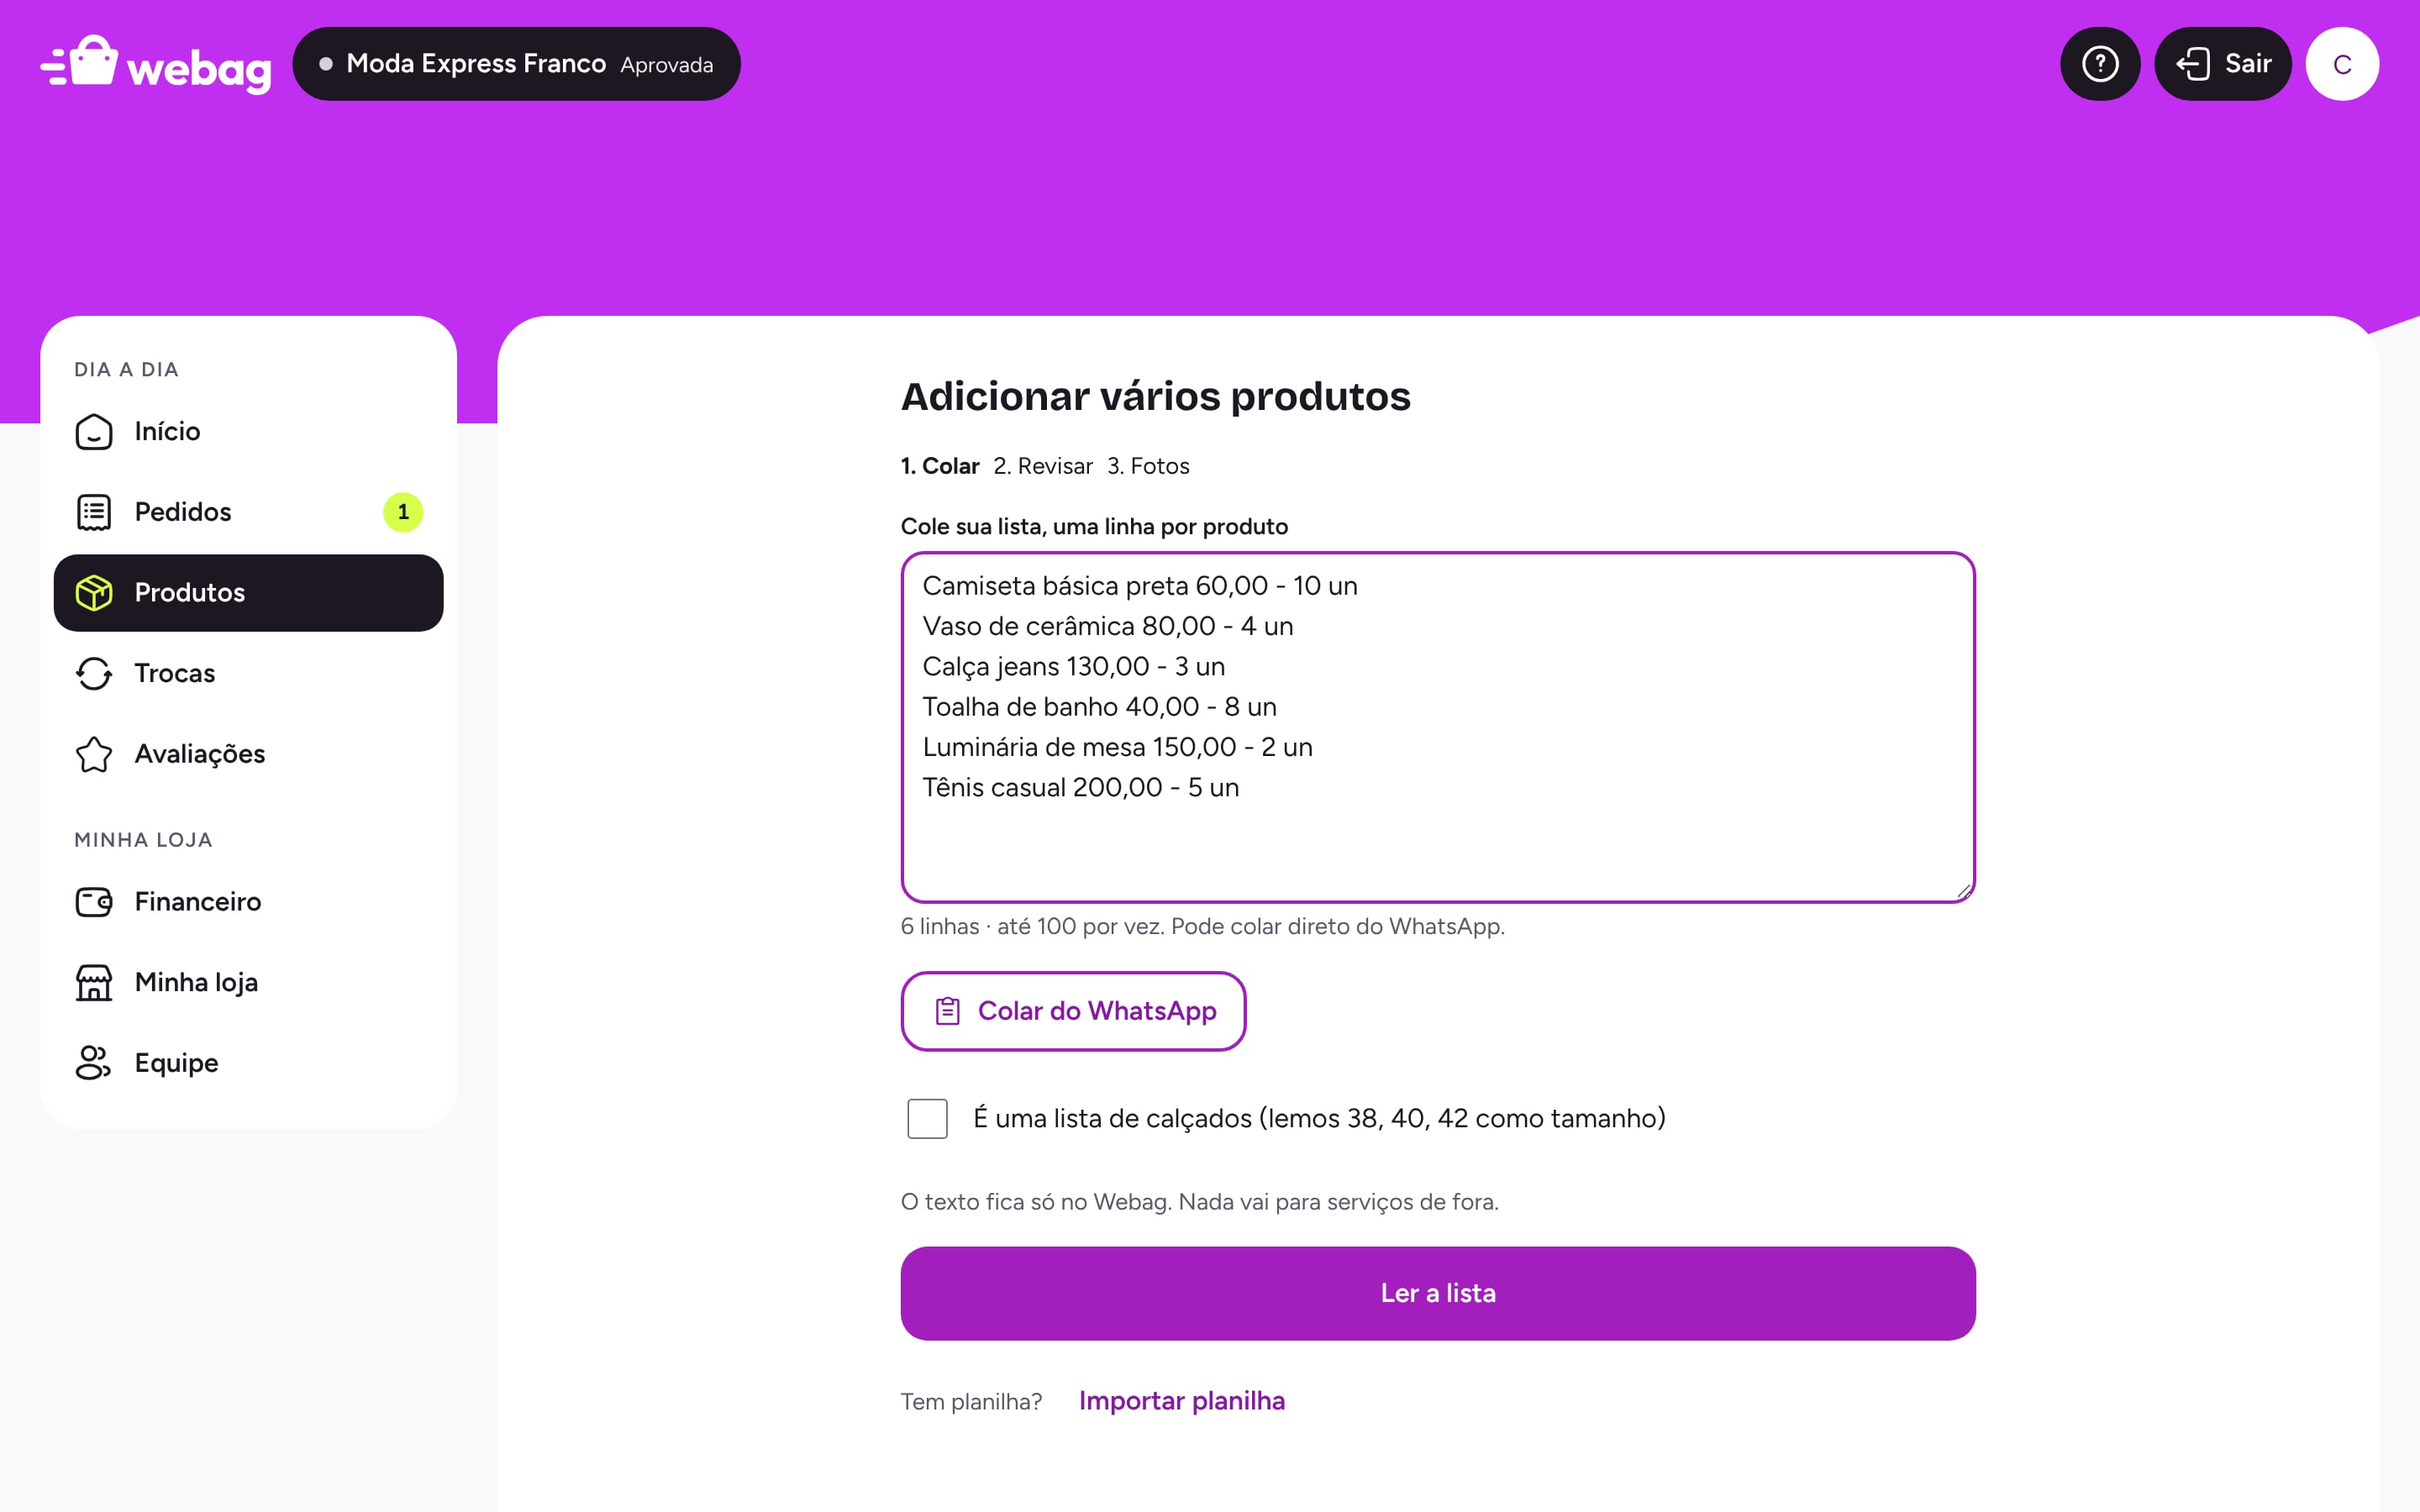 webag
Moda Express Franco Aprovada
Sair
C
DIA A DIA
Início
Pedidos 1
Produtos
Trocas
Avaliações
MINHA LOJA
Financeiro
Minha loja
Equipe
Adicionar vários produtos
1. Colar 2. Revisar 3. Fotos
Cole sua lista, uma linha por produto
Camiseta básica preta 60,00 - 10 un
Vaso de cerâmica 80,00 - 4 un
Calça jeans 130,00 - 3 un
Toalha de banho 40,00 - 8 un
Luminária de mesa 150,00 - 2 un
Tênis casual 200,00 - 5 un
6 linhas · até 100 por vez. Pode colar direto do WhatsApp.
Colar do WhatsApp
É uma lista de calçados (lemos 38, 40, 42 como tamanho)
O texto fica só no Webag. Nada vai para serviços de fora.
Ler a lista
Tem planilha? Importar planilha